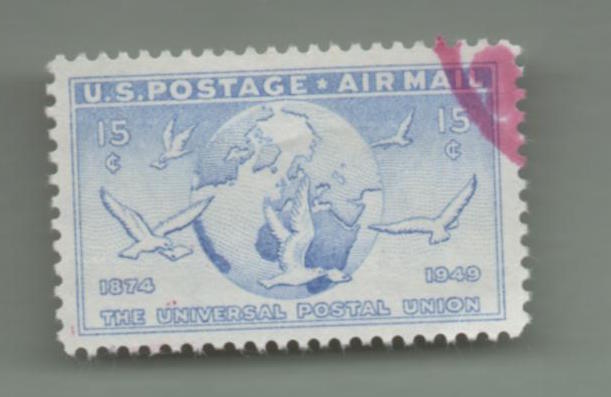 U.S. POSTAGE ★ AIR MAIL
15 15
¢ ¢
1874 1949
THE UNIVERSAL POSTAL UNION